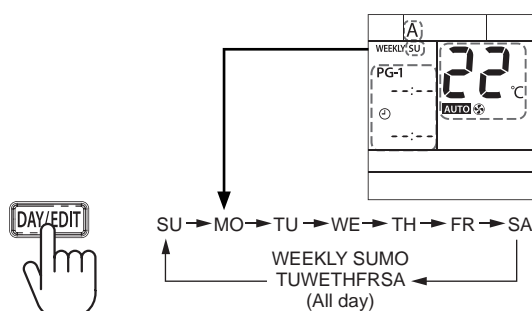 A
WEEKLY SU
PG-1
--:--
--:--
22 °C
AUTO
DAY/EDIT
SU → MO → TU → WE → TH → FR → SA
WEEKLY SUMO
TUWETHFRSA
(All day)